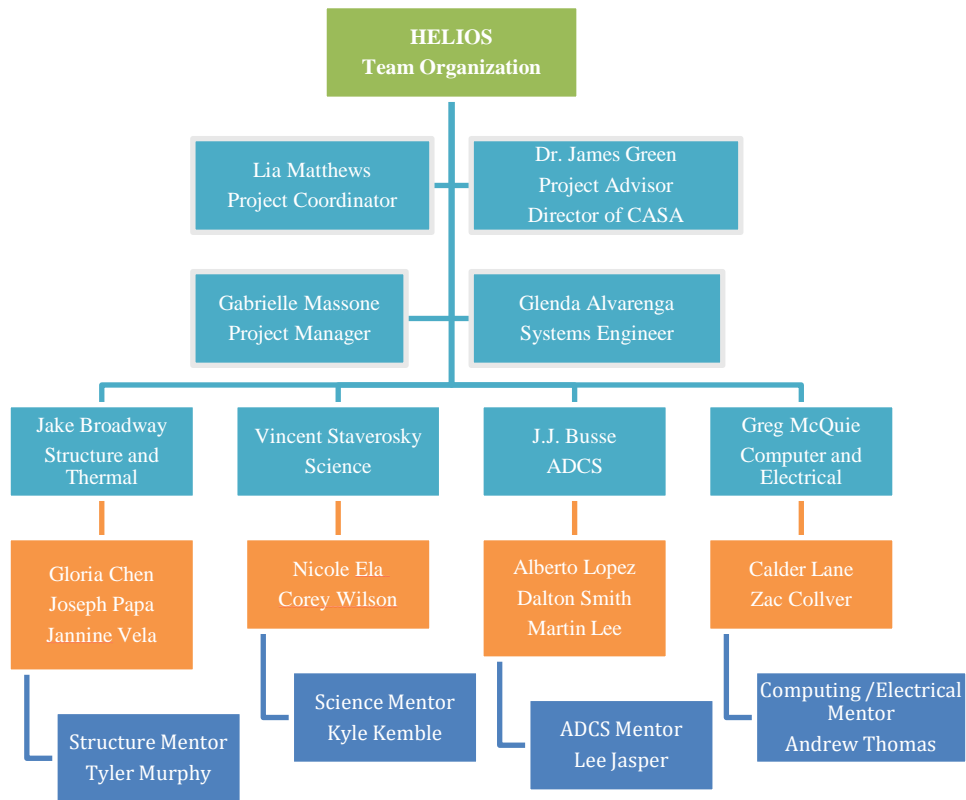 HELIOS
Team Organization
Lia Matthews
Project Coordinator
Dr. James Green
Project Advisor
Director of CASA
Gabrielle Massone
Project Manager
Glenda Alvarenga
Systems Engineer
Jake Broadway
Structure and
Thermal
Vincent Staverosky
Science
J.J. Busse
ADCS
Greg McQuie
Computer and
Electrical
Gloria Chen
Joseph Papa
Jannine Vela
Nicole Ela
Corey Wilson
Alberto Lopez
Dalton Smith
Martin Lee
Calder Lane
Zac Collver
Structure Mentor
Tyler Murphy
Science Mentor
Kyle Kemble
ADCS Mentor
Lee Jasper
Computing /Electrical
Mentor
Andrew Thomas